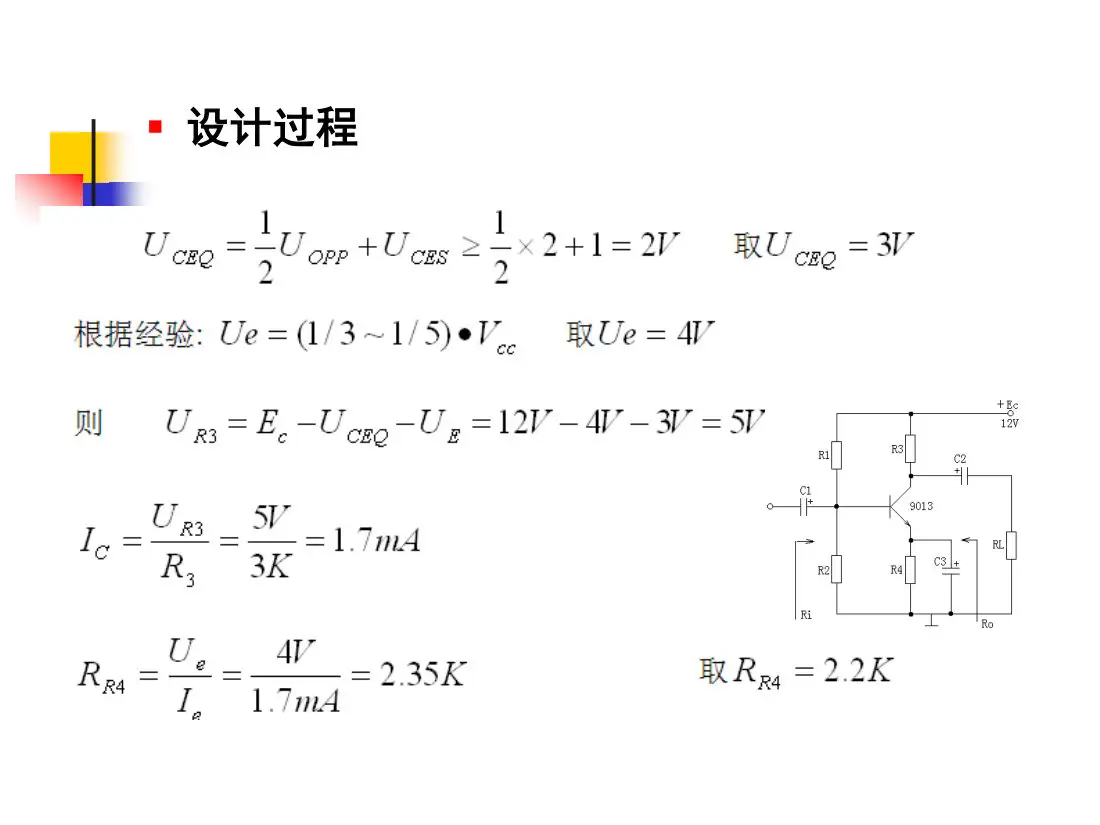 设计过程
U_CEQ = 1/2 U_OPP + U_CES ≥ 1/2 × 2 + 1 = 2V 取U_CEQ = 3V
根据经验: Ue = (1/3 ~ 1/5)•V_cc 取Ue = 4V
则 U_R3 = E_c − U_CEQ − U_E = 12V − 4V − 3V = 5V
I_C = U_R3 / R_3 = 5V / 3K = 1.7mA
R_R4 = U_e / I_e = 4V / 1.7mA = 2.35K 取R_R4 = 2.2K
+Ec
12V
R1
R3
C2
+
C1
+
9013
R2
R4
C3
+
RL
Ri
Ro